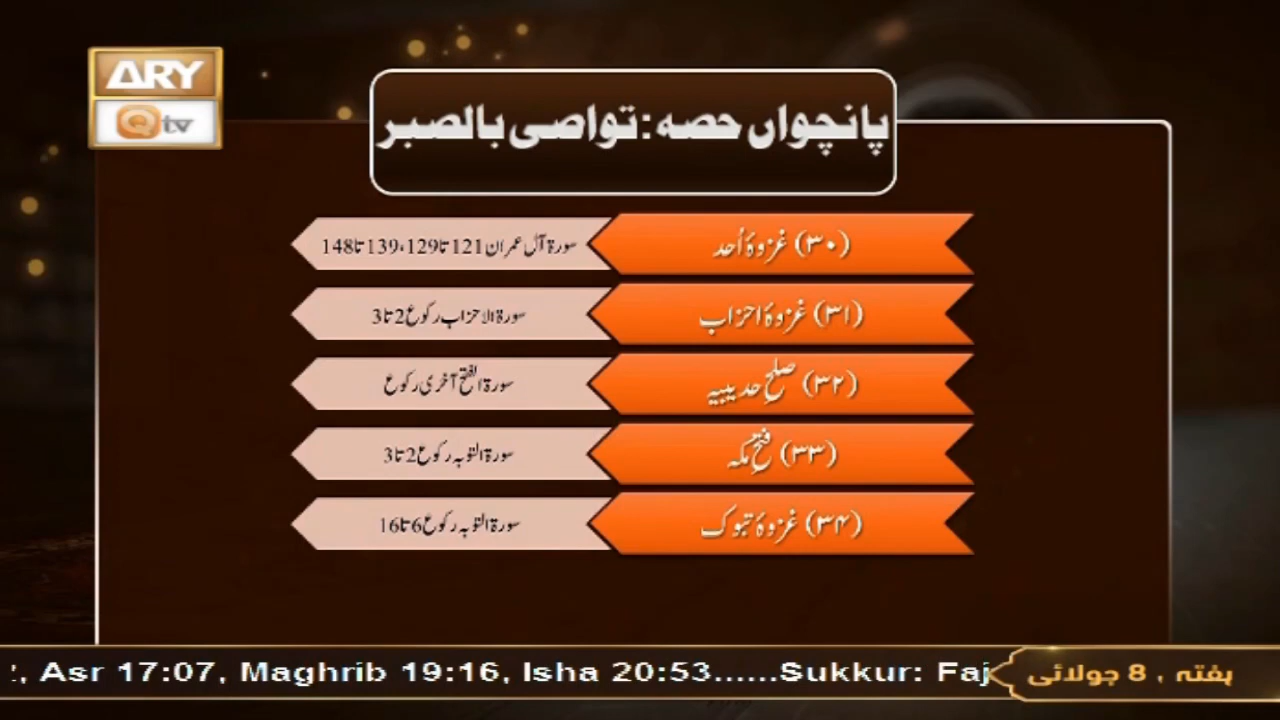 ARY
Qtv
پانچواں حصہ: تواصی بالصبر
(۳۰) غزوۂ اُحد سورۃ آل عمران 121 تا 129، 139 تا 148
(۳۱) غزوۂ احزاب سورۃ الاحزاب رکوع 2 تا 3
(۳۲) صلحِ حدیبیہ سورۃ الفتح آخری رکوع
(۳۳) فتحِ مکہ سورۃ التوبہ رکوع 2 تا 3
(۳۴) غزوۂ تبوک سورۃ التوبہ رکوع 6 تا 16
, Asr 17:07, Maghrib 19:16, Isha 20:53......Sukkur: Faj
ہفتہ , 8 جولائی